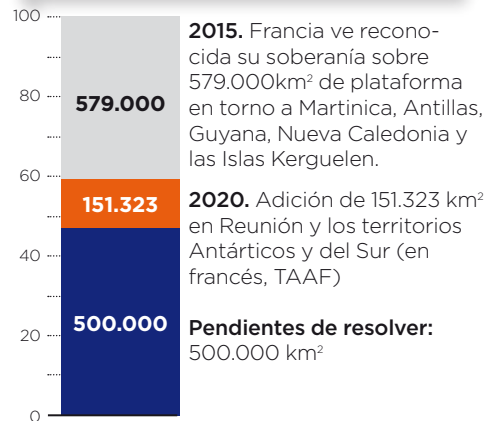 100
80
60
40
20
0
579.000
151.323
500.000
2015. Francia ve recono-
cida su soberanía sobre
579.000km² de plataforma
en torno a Martinica, Antillas,
Guyana, Nueva Caledonia y
las Islas Kerguelen.
2020. Adición de 151.323 km²
en Reunión y los territorios
Antárticos y del Sur (en
francés, TAAF)
Pendientes de resolver:
500.000 km²